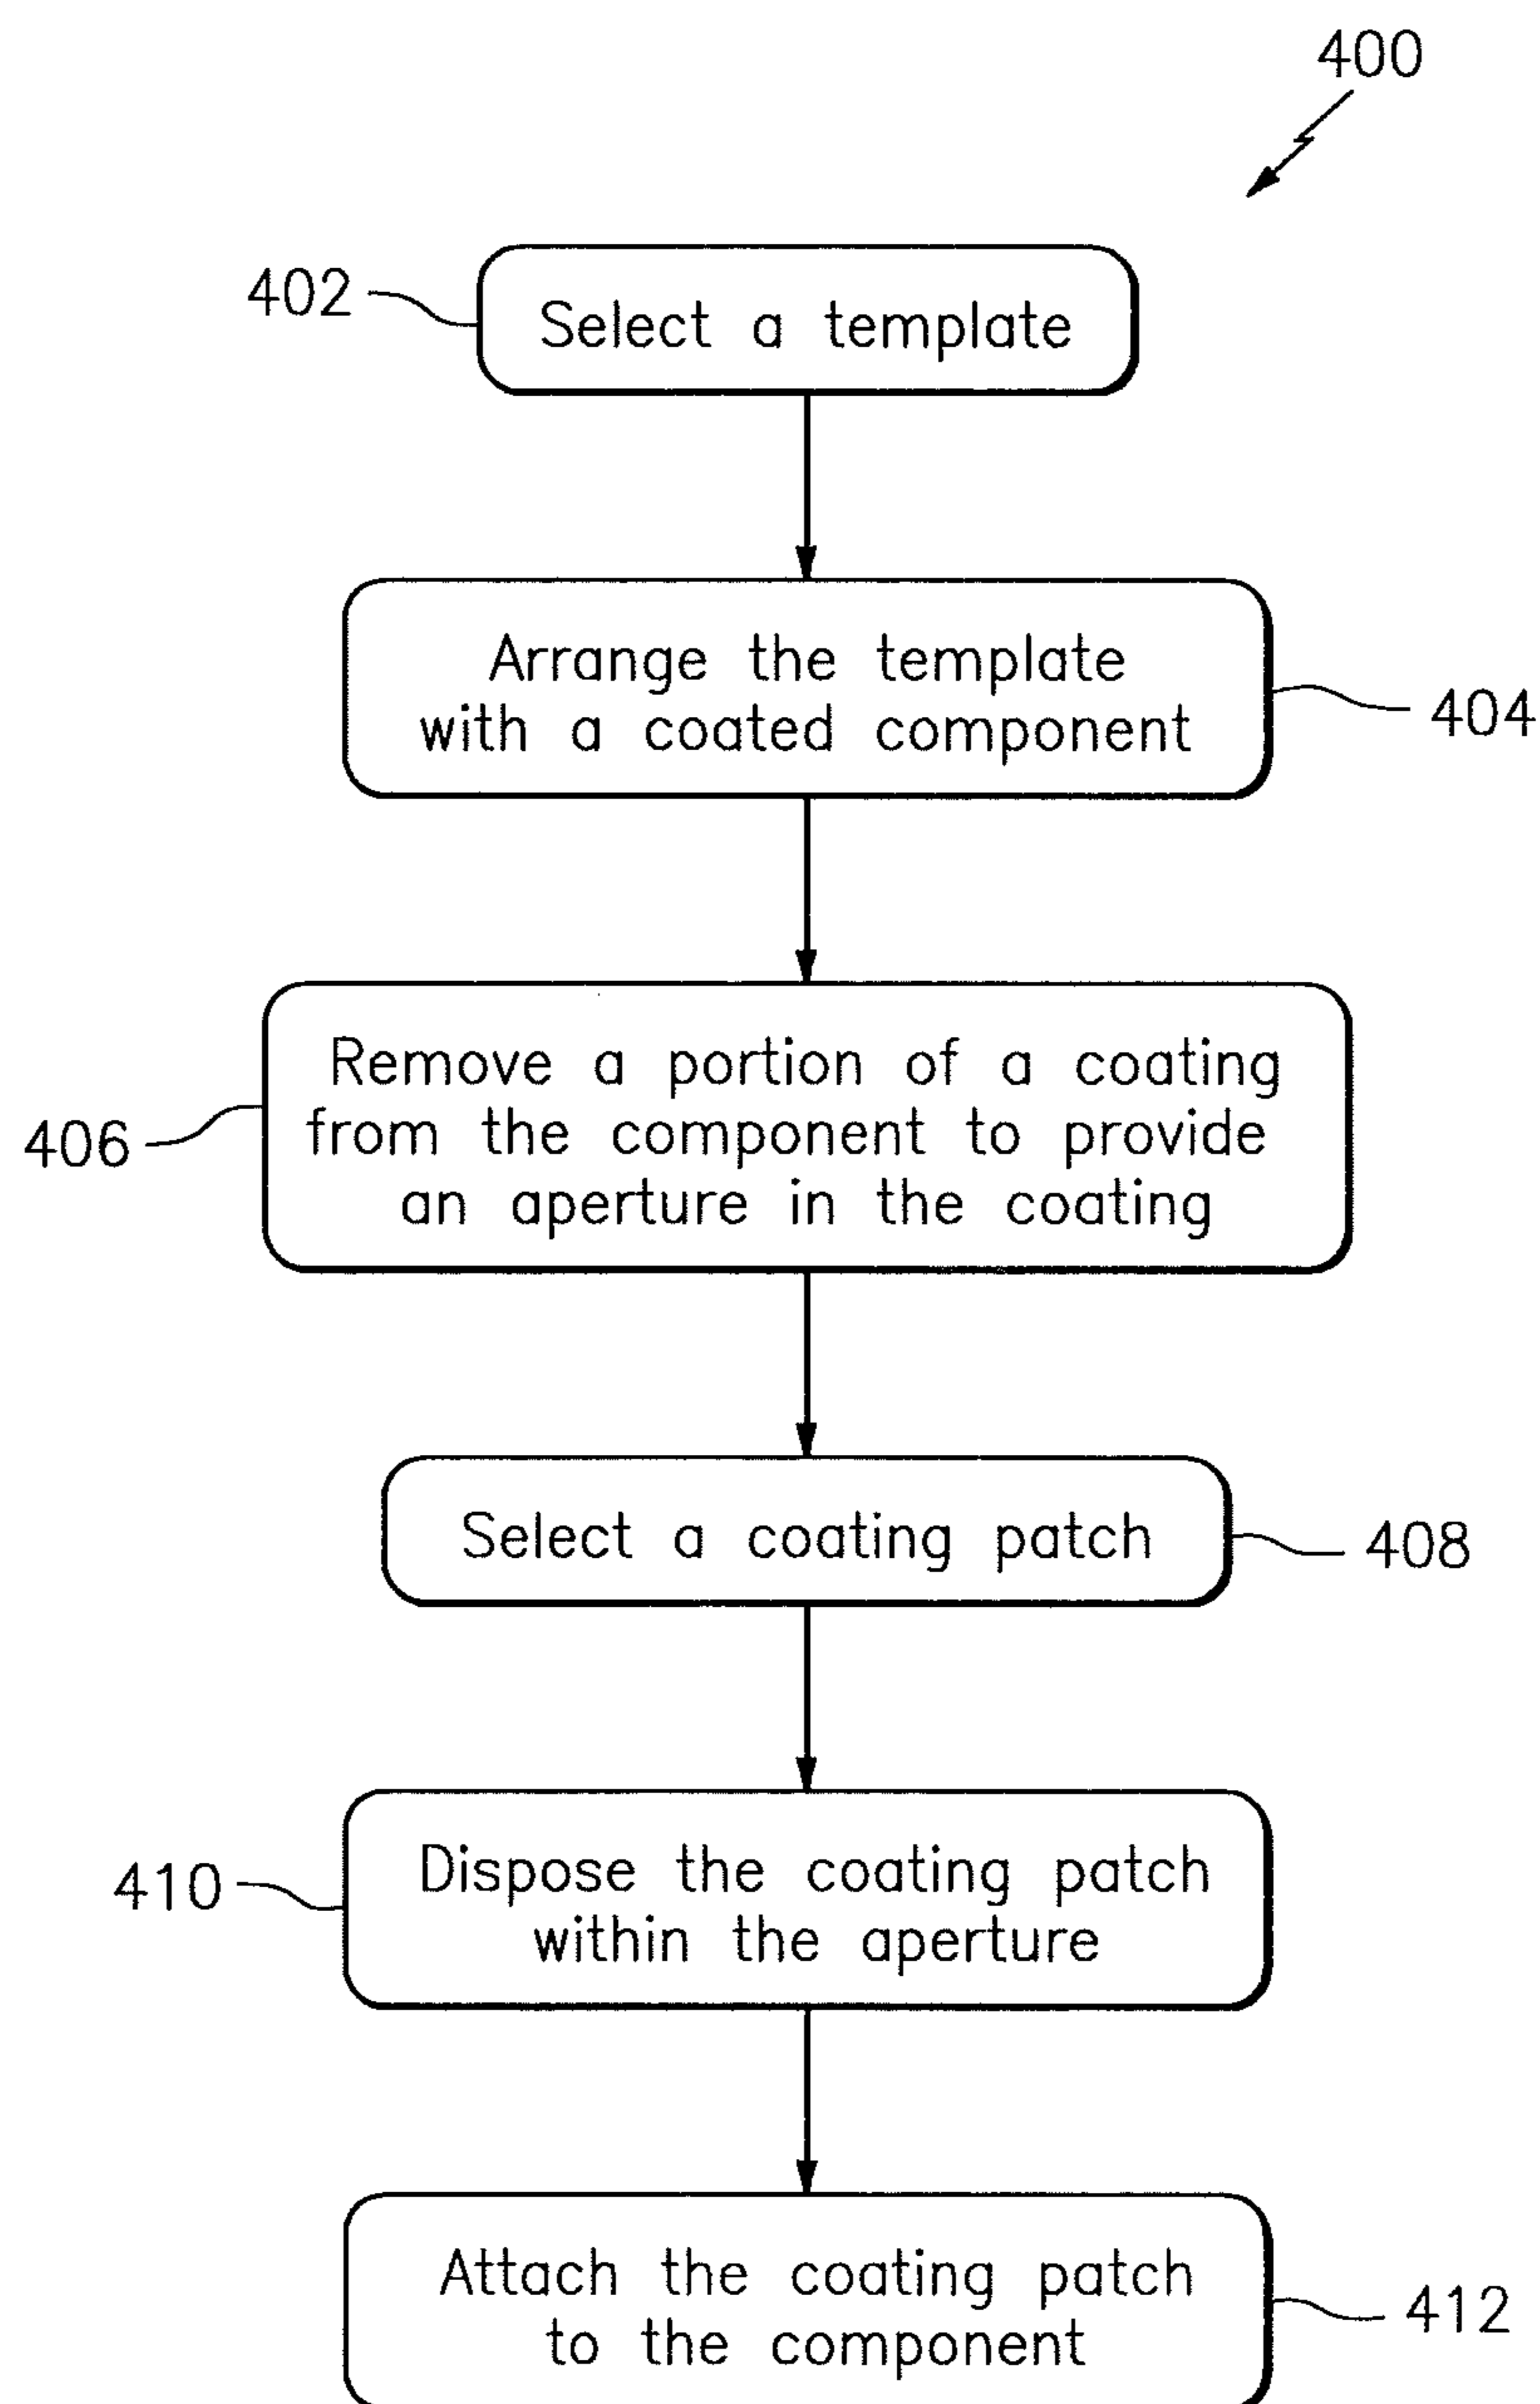 400
402
Select a template
Arrange the template
with a coated component
404
Remove a portion of a coating
from the component to provide
an aperture in the coating
406
Select a coating patch
408
Dispose the coating patch
within the aperture
410
Attach the coating patch
to the component
412